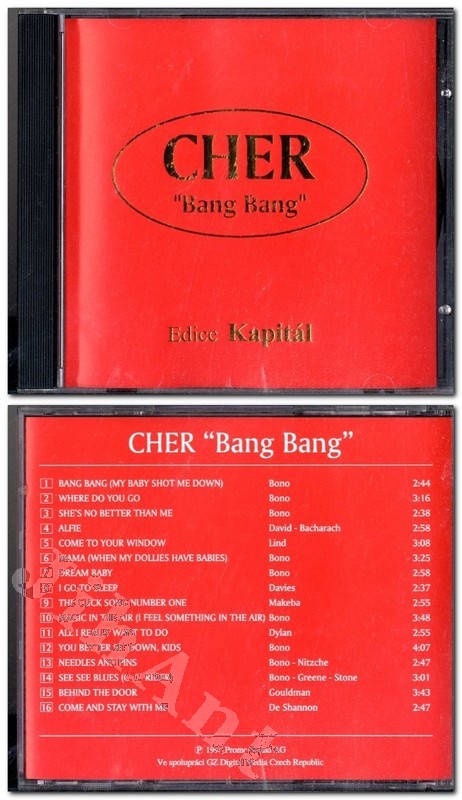 CHER
"Bang Bang"
Edice Kapitál
CHER “Bang Bang”
1 BANG BANG (MY BABY SHOT ME DOWN) Bono 2:44
2 WHERE DO YOU GO Bono 3:16
3 SHE'S NO BETTER THAN ME Bono 2:38
4 ALFIE David - Bacharach 2:58
5 COME TO YOUR WINDOW Lind 3:08
6 MAMA (WHEN MY DOLLIES HAVE BABIES) Bono 3:25
7 DREAM BABY Bono 2:58
8 I GO TO SLEEP Davies 2:37
9 THE CLICK SONG NUMBER ONE Makeba 2:55
10 MAGIC IN THE AIR (I FEEL SOMETHING IN THE AIR) Bono 3:48
11 ALL I REALLY WANT TO DO Dylan 2:55
12 YOU BETTER SIT DOWN, KIDS Bono 4:07
13 NEEDLES AND PINS Bono - Nitzche 2:47
14 SEE SEE BLUES Bono - Greene - Stone 3:01
15 BEHIND THE DOOR Gouldman 3:43
16 COME AND STAY WITH ME De Shannon 2:47
℗ Promo Sound AG
Ve spolupráci GZ Digital Media Czech Republic